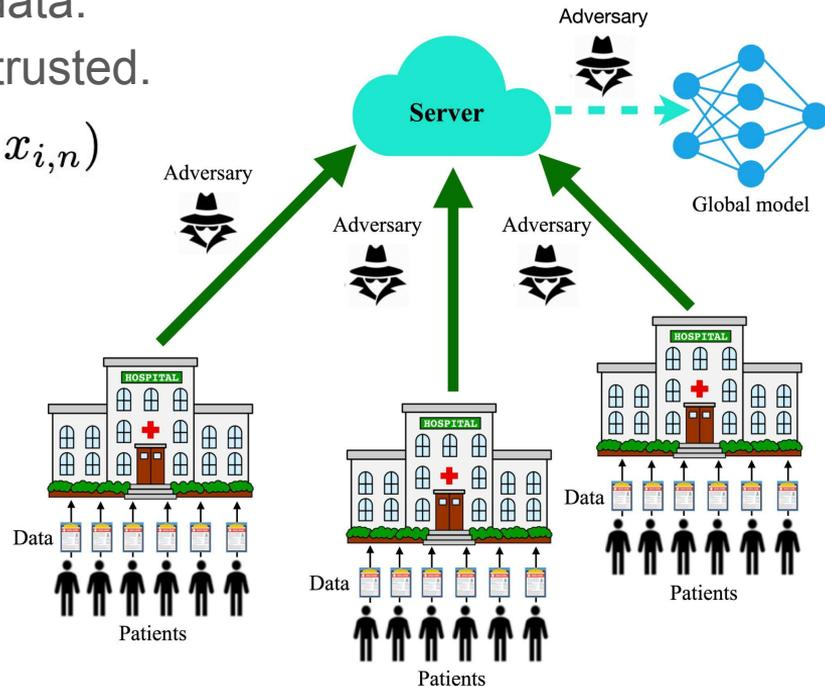 data.
trusted.
x_{i,n})
Adversary
Server
Adversary
Adversary
Adversary
Global model
HOSPITAL
HOSPITAL
HOSPITAL
Data
Patients
Data
Patients
Data
Patients